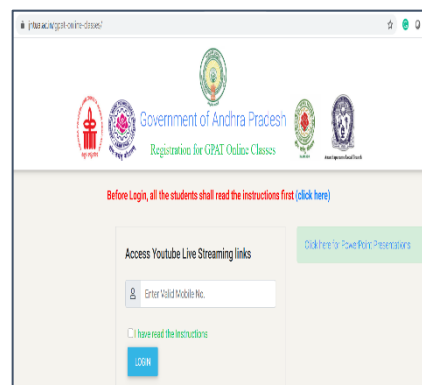 jntua.ac.in/gpat-online-classes/
Government of Andhra Pradesh
Registration for GPAT Online Classes
Before Login, all the students shall read the instructions first (click here)
Access Youtube Live Streaming links
Click here for PowerPoint Presentations
Enter Valid Mobile No.
I have read the Instructions
LOGIN